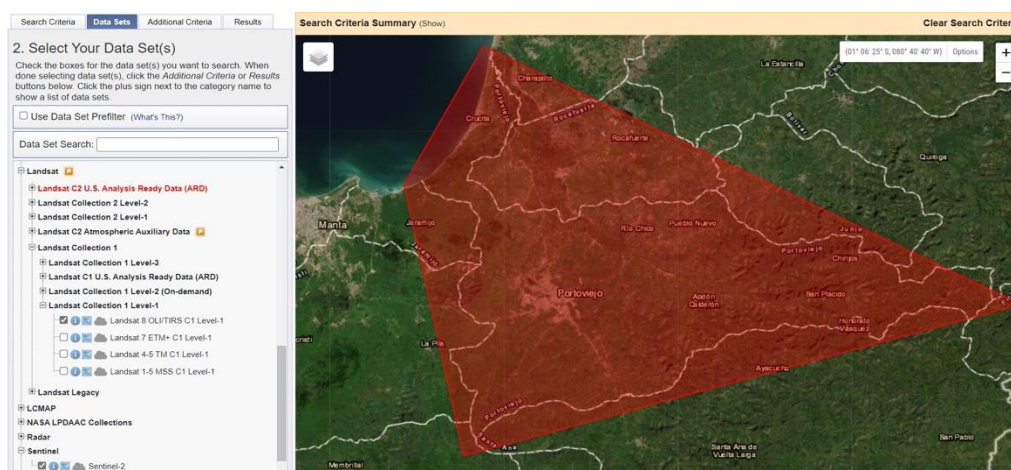 Search Criteria
Data Sets
Additional Criteria
Results
2. Select Your Data Set(s)
Check the boxes for the data set(s) you want to search. When
done selecting data set(s), click the Additional Criteria or Results
buttons below. Click the plus sign next to the category name to
show a list of data sets.
Use Data Set Prefilter (What's This?)
Data Set Search:
Landsat
Landsat C2 U.S. Analysis Ready Data (ARD)
Landsat Collection 2 Level-2
Landsat Collection 2 Level-1
Landsat C2 Atmospheric Auxiliary Data
Landsat Collection 1
Landsat Collection 1 Level-3
Landsat C1 U.S. Analysis Ready Data (ARD)
Landsat Collection 1 Level-2 (On-demand)
Landsat Collection 1 Level-1
Landsat 8 OLI/TIRS C1 Level-1
Landsat 7 ETM+ C1 Level-1
Landsat 4-5 TM C1 Level-1
Landsat 1-5 MSS C1 Level-1
Landsat Legacy
LCMAP
NASA LPDAAC Collections
Radar
Sentinel
Sentinel-2
Search Criteria Summary (Show)
Clear Search Criter
(01° 06' 25" S, 080° 40' 40" W) Options
La Estancilla
Charapoto
Portoviejo
Rocafuerte
Crucita
Rocafuerte
Bolivar
Quiroga
Manta
Jaramijo
Jaramijo
Rio Chico
Pueblo Nuevo
Junin
Portoviejo
Chirijos
Portoviejo
Abdón
Calderón
San Placido
Honorato
Vásquez
La Pila
Ayacucha
Portoviejo
Santa Ana
Santa Ana de
Vuelta Larga
San Pablo
Membrillal